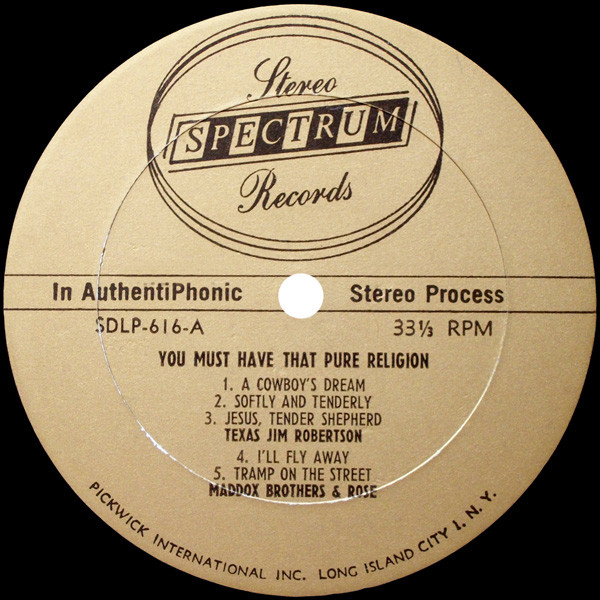 Stereo
SPECTRUM
Records
In AuthentiPhonic Stereo Process
SDLP-616-A 33⅓ RPM
YOU MUST HAVE THAT PURE RELIGION
1. A COWBOY'S DREAM
2. SOFTLY AND TENDERLY
3. JESUS, TENDER SHEPHERD
TEXAS JIM ROBERTSON
4. I'LL FLY AWAY
5. TRAMP ON THE STREET
MADDOX BROTHERS & ROSE
PICKWICK INTERNATIONAL INC. LONG ISLAND CITY 1. N. Y.